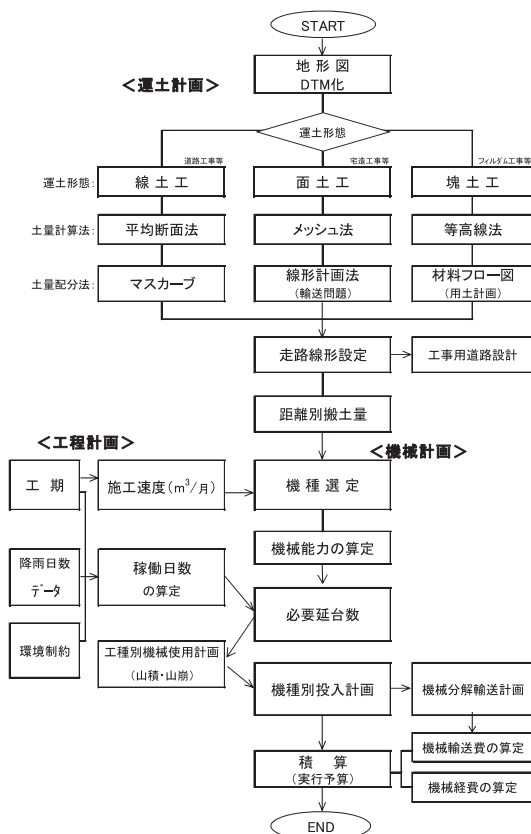 START
地形図
DTM化
＜運土計画＞
運土形態
道路工事等
宅造工事等
フィルダム工事等
運土形態:
線土工
面土工
塊土工
土量計算法:
平均断面法
メッシュ法
等高線法
土量配分法:
マスカーブ
線形計画法
(輸送問題)
材料フロー図
(用土計画)
走路線形設定
工事用道路設計
距離別搬土量
＜工程計画＞
＜機械計画＞
工期
施工速度(m³/月)
機種選定
機械能力の算定
降雨日数
データ
稼働日数
の算定
必要延台数
環境制約
工種別機械使用計画
(山積・山崩)
機種別投入計画
機械分解輸送計画
積算
(実行予算)
機械輸送費の算定
機械経費の算定
END